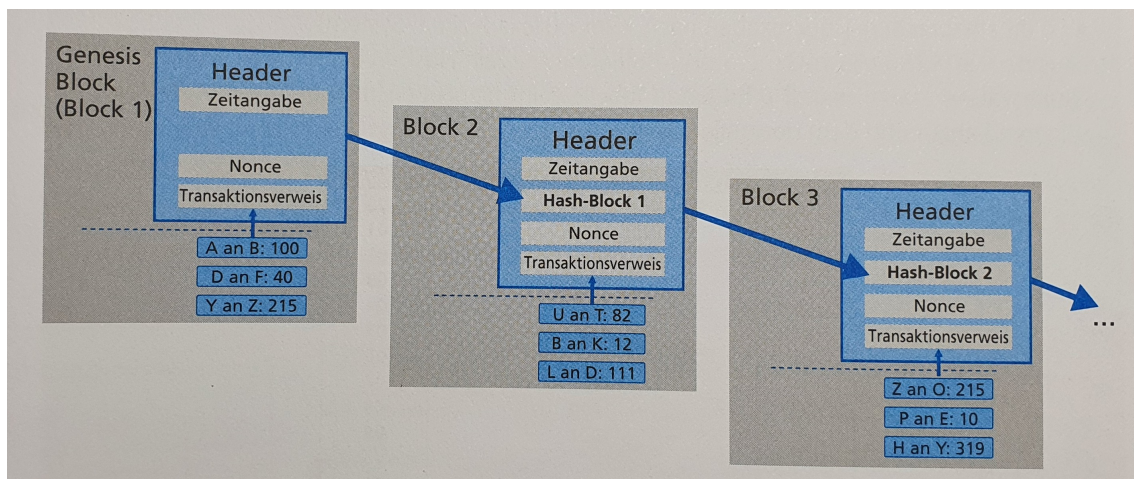 Genesis
Block
(Block 1)
Header
Zeitangabe
Nonce
Transaktionsverweis
A an B: 100
D an F: 40
Y an Z: 215
Block 2
Header
Zeitangabe
Hash-Block 1
Nonce
Transaktionsverweis
U an T: 82
B an K: 12
L an D: 111
Block 3
Header
Zeitangabe
Hash-Block 2
Nonce
Transaktionsverweis
Z an O: 215
P an E: 10
H an Y: 319
...